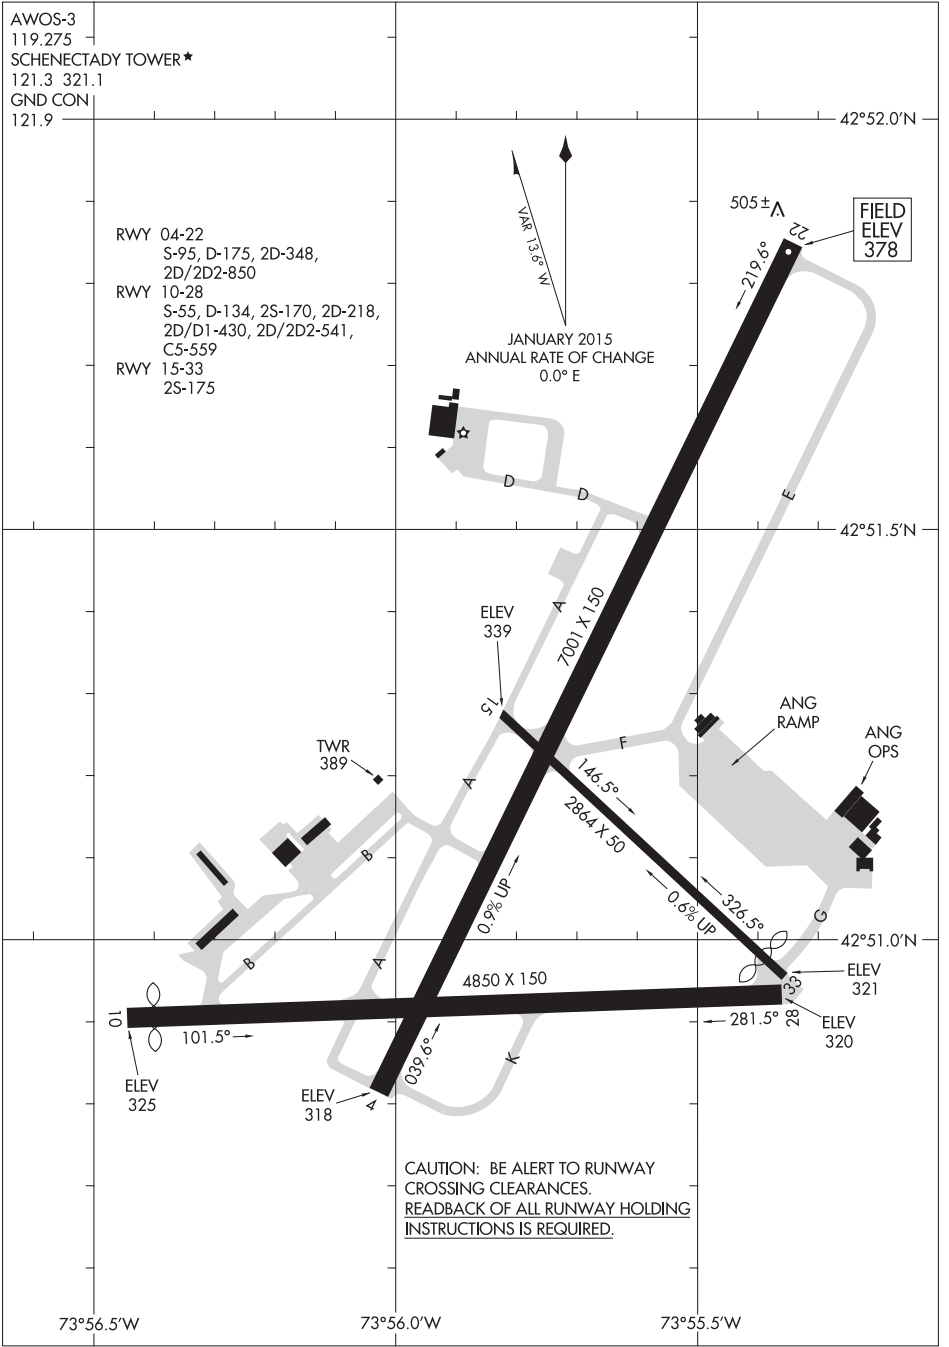 AWOS-3
119.275
SCHENECTADY TOWER★
121.3 321.1
GND CON
121.9
42°52.0'N
VAR 13.6° W
JANUARY 2015
ANNUAL RATE OF CHANGE
0.0° E
RWY 04-22
S-95, D-175, 2D-348,
2D/2D2-850
RWY 10-28
S-55, D-134, 2S-170, 2D-218,
2D/D1-430, 2D/2D2-541,
C5-559
RWY 15-33
2S-175
505±
22
FIELD
ELEV
378
219.6°
D
D
E
42°51.5'N
A
7001 X 150
ELEV
339
15
ANG
RAMP
ANG
OPS
F
TWR
389
A
146.5°
2864 X 50
B
0.9% UP
326.5°
0.6% UP
G
42°51.0'N
B
A
4850 X 150
ELEV
321
33
10
101.5°
281.5°
28
ELEV
320
039.6°
K
ELEV
325
ELEV
318
4
CAUTION: BE ALERT TO RUNWAY
CROSSING CLEARANCES.
READBACK OF ALL RUNWAY HOLDING
INSTRUCTIONS IS REQUIRED.
73°56.5'W
73°56.0'W
73°55.5'W